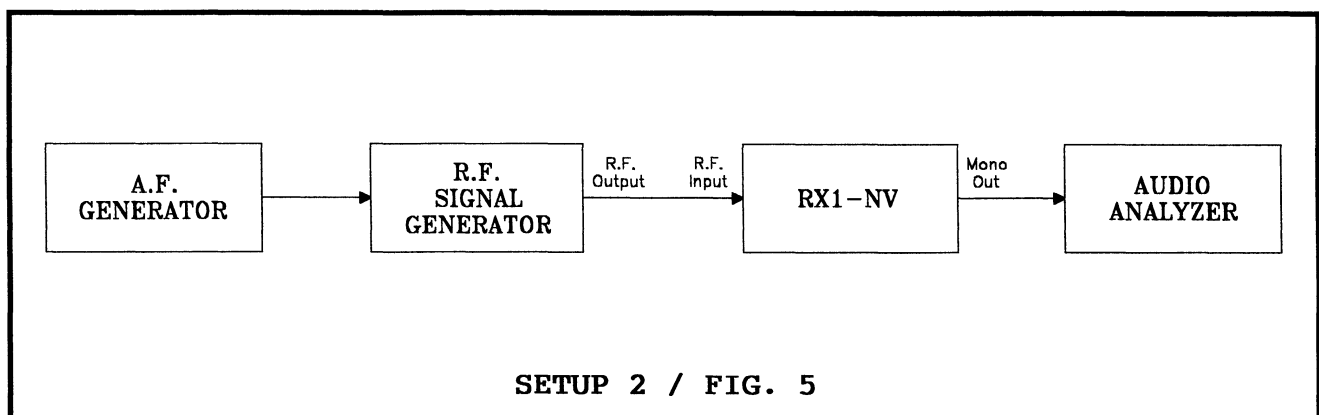 A.F.
GENERATOR
R.F.
SIGNAL
GENERATOR
R.F.
Output
R.F.
Input
RX1-NV
Mono
Out
AUDIO
ANALYZER
SETUP 2 / FIG. 5